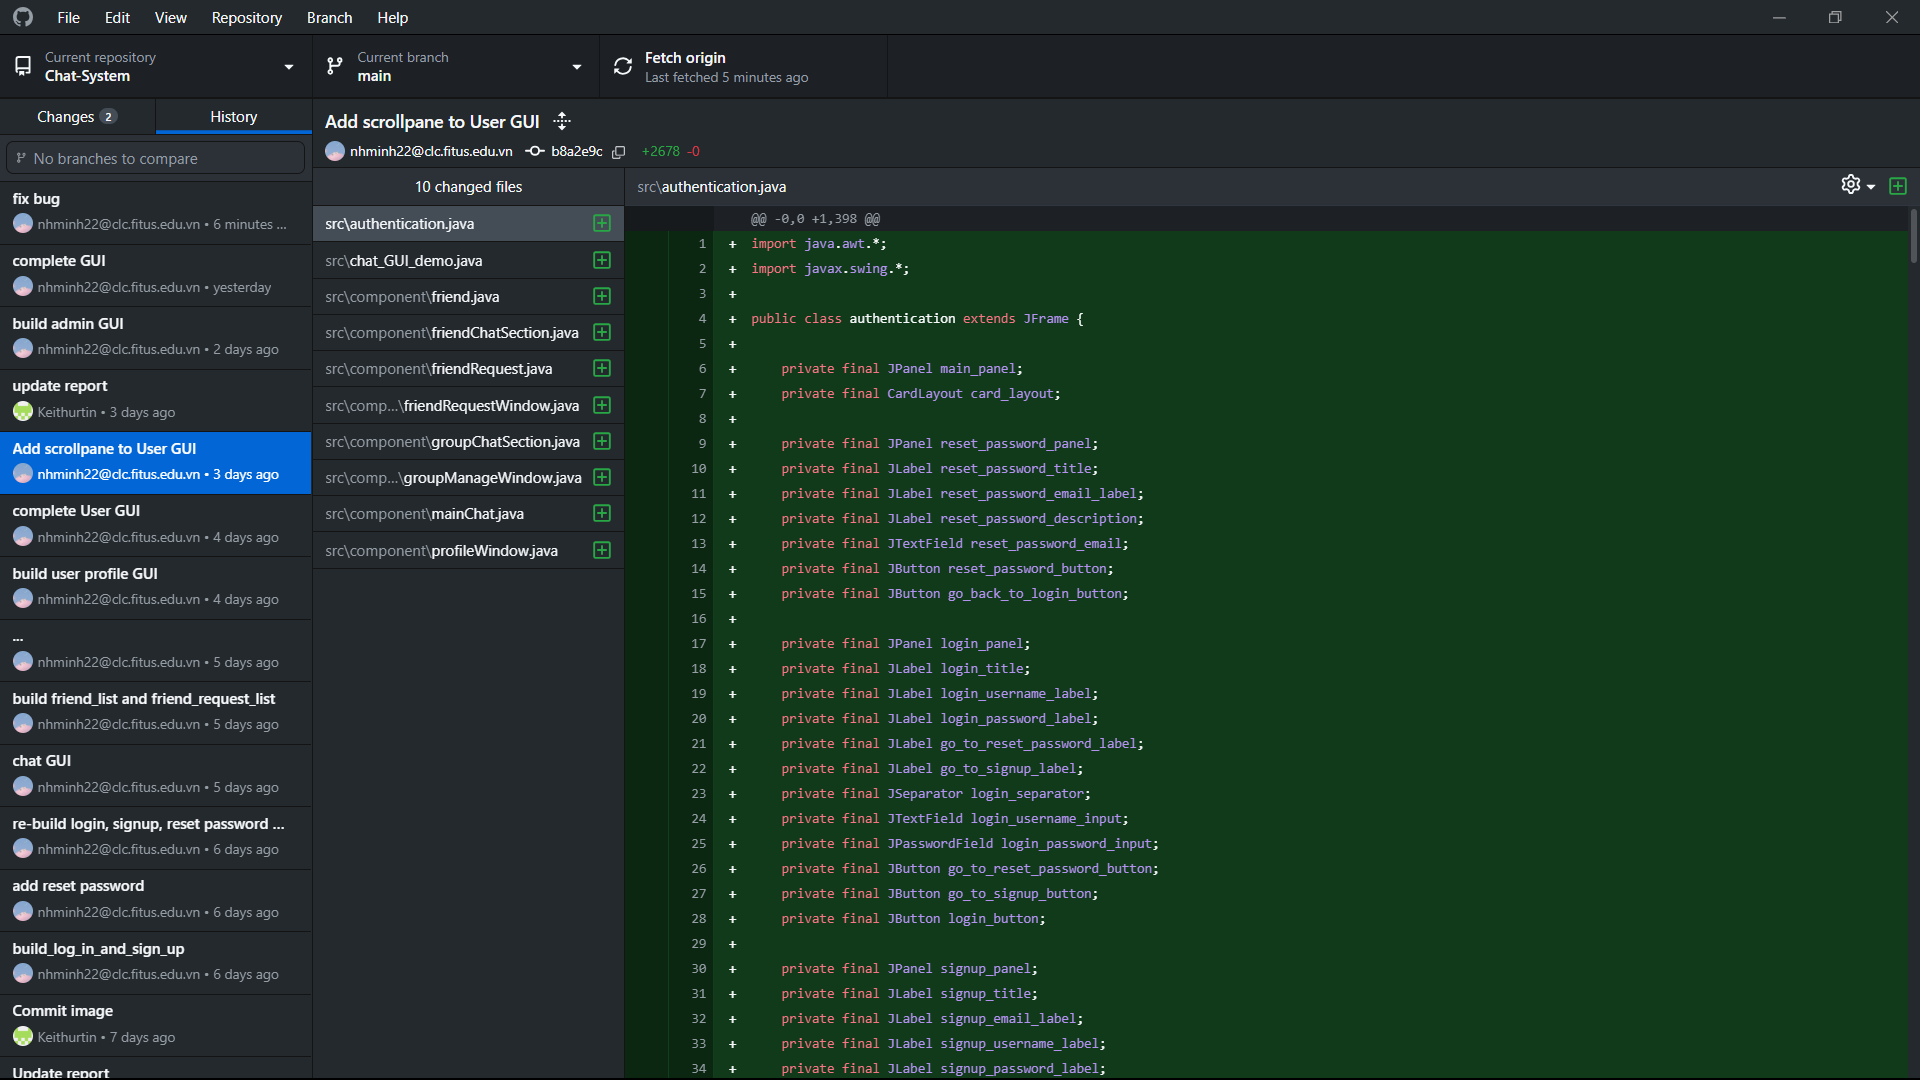 File Edit View Repository Branch Help
Current repository
Chat-System
Current branch
main
Fetch origin
Last fetched 5 minutes ago
Changes 2
History
No branches to compare
fix bug
nhminh22@clc.fitus.edu.vn • 6 minutes ...
complete GUI
nhminh22@clc.fitus.edu.vn • yesterday
build admin GUI
nhminh22@clc.fitus.edu.vn • 2 days ago
update report
Keithurtin • 3 days ago
Add scrollpane to User GUI
nhminh22@clc.fitus.edu.vn • 3 days ago
complete User GUI
nhminh22@clc.fitus.edu.vn • 4 days ago
build user profile GUI
nhminh22@clc.fitus.edu.vn • 4 days ago
...
nhminh22@clc.fitus.edu.vn • 5 days ago
build friend_list and friend_request_list
nhminh22@clc.fitus.edu.vn • 5 days ago
chat GUI
nhminh22@clc.fitus.edu.vn • 5 days ago
re-build login, signup, reset password ...
nhminh22@clc.fitus.edu.vn • 6 days ago
add reset password
nhminh22@clc.fitus.edu.vn • 6 days ago
build_log_in_and_sign_up
nhminh22@clc.fitus.edu.vn • 6 days ago
Commit image
Keithurtin • 7 days ago
Update report
Add scrollpane to User GUI
nhminh22@clc.fitus.edu.vn b8a2e9c +2678 -0
10 changed files
src\authentication.java
src\chat_GUI_demo.java
src\component\friend.java
src\component\friendChatSection.java
src\component\friendRequest.java
src\comp...\friendRequestWindow.java
src\component\groupChatSection.java
src\comp...\groupManageWindow.java
src\component\mainChat.java
src\component\profileWindow.java
src\authentication.java
@@ -0,0 +1,398 @@
1 + import java.awt.*;
2 + import javax.swing.*;
3 +
4 + public class authentication extends JFrame {
5 +
6 + private final JPanel main_panel;
7 + private final CardLayout card_layout;
8 +
9 + private final JPanel reset_password_panel;
10 + private final JLabel reset_password_title;
11 + private final JLabel reset_password_email_label;
12 + private final JLabel reset_password_description;
13 + private final JTextField reset_password_email;
14 + private final JButton reset_password_button;
15 + private final JButton go_back_to_login_button;
16 +
17 + private final JPanel login_panel;
18 + private final JLabel login_title;
19 + private final JLabel login_username_label;
20 + private final JLabel login_password_label;
21 + private final JLabel go_to_reset_password_label;
22 + private final JLabel go_to_signup_label;
23 + private final JSeparator login_separator;
24 + private final JTextField login_username_input;
25 + private final JPasswordField login_password_input;
26 + private final JButton go_to_reset_password_button;
27 + private final JButton go_to_signup_button;
28 + private final JButton login_button;
29 +
30 + private final JPanel signup_panel;
31 + private final JLabel signup_title;
32 + private final JLabel signup_email_label;
33 + private final JLabel signup_username_label;
34 + private final JLabel signup_password_label;